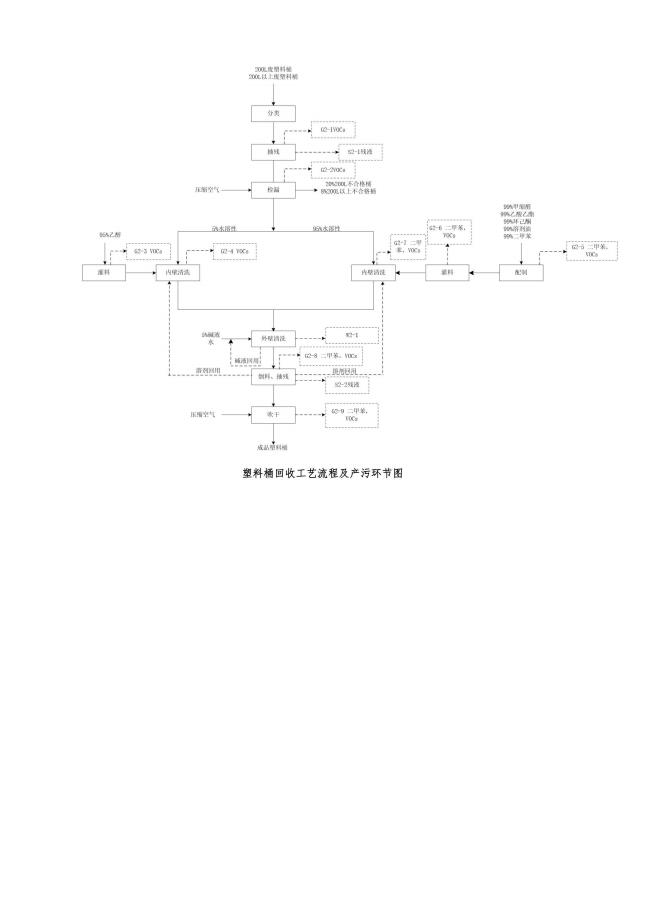 200L废塑料桶
200L以上废塑料桶
分类
G2-1VOCs
抽残
S2-1残液
G2-2VOCs
压缩空气
检漏
20%200L不合格桶
8%200L以上不合格桶
5%水溶性
95%水溶性
95%乙醇
G2-3 VOCs
灌料
内壁清洗
G2-4 VOCs
内壁清洗
G2-7 二甲
苯，VOCs
G2-6 二甲苯，
VOCs
灌料
99%甲缩醛
99%乙酸乙酯
99%环己酮
99%溶剂油
99%二甲苯
配制
G2-5 二甲苯，
VOCs
5%碱液
水
外壁清洗
W2-1
碱液回用
G2-8 二甲苯，VOCs
溶剂回用
倒料、抽残
溶剂回用
S2-2残液
压缩空气
吹干
G2-9 二甲苯，
VOCs
成品塑料桶
塑料桶回收工艺流程及产污环节图